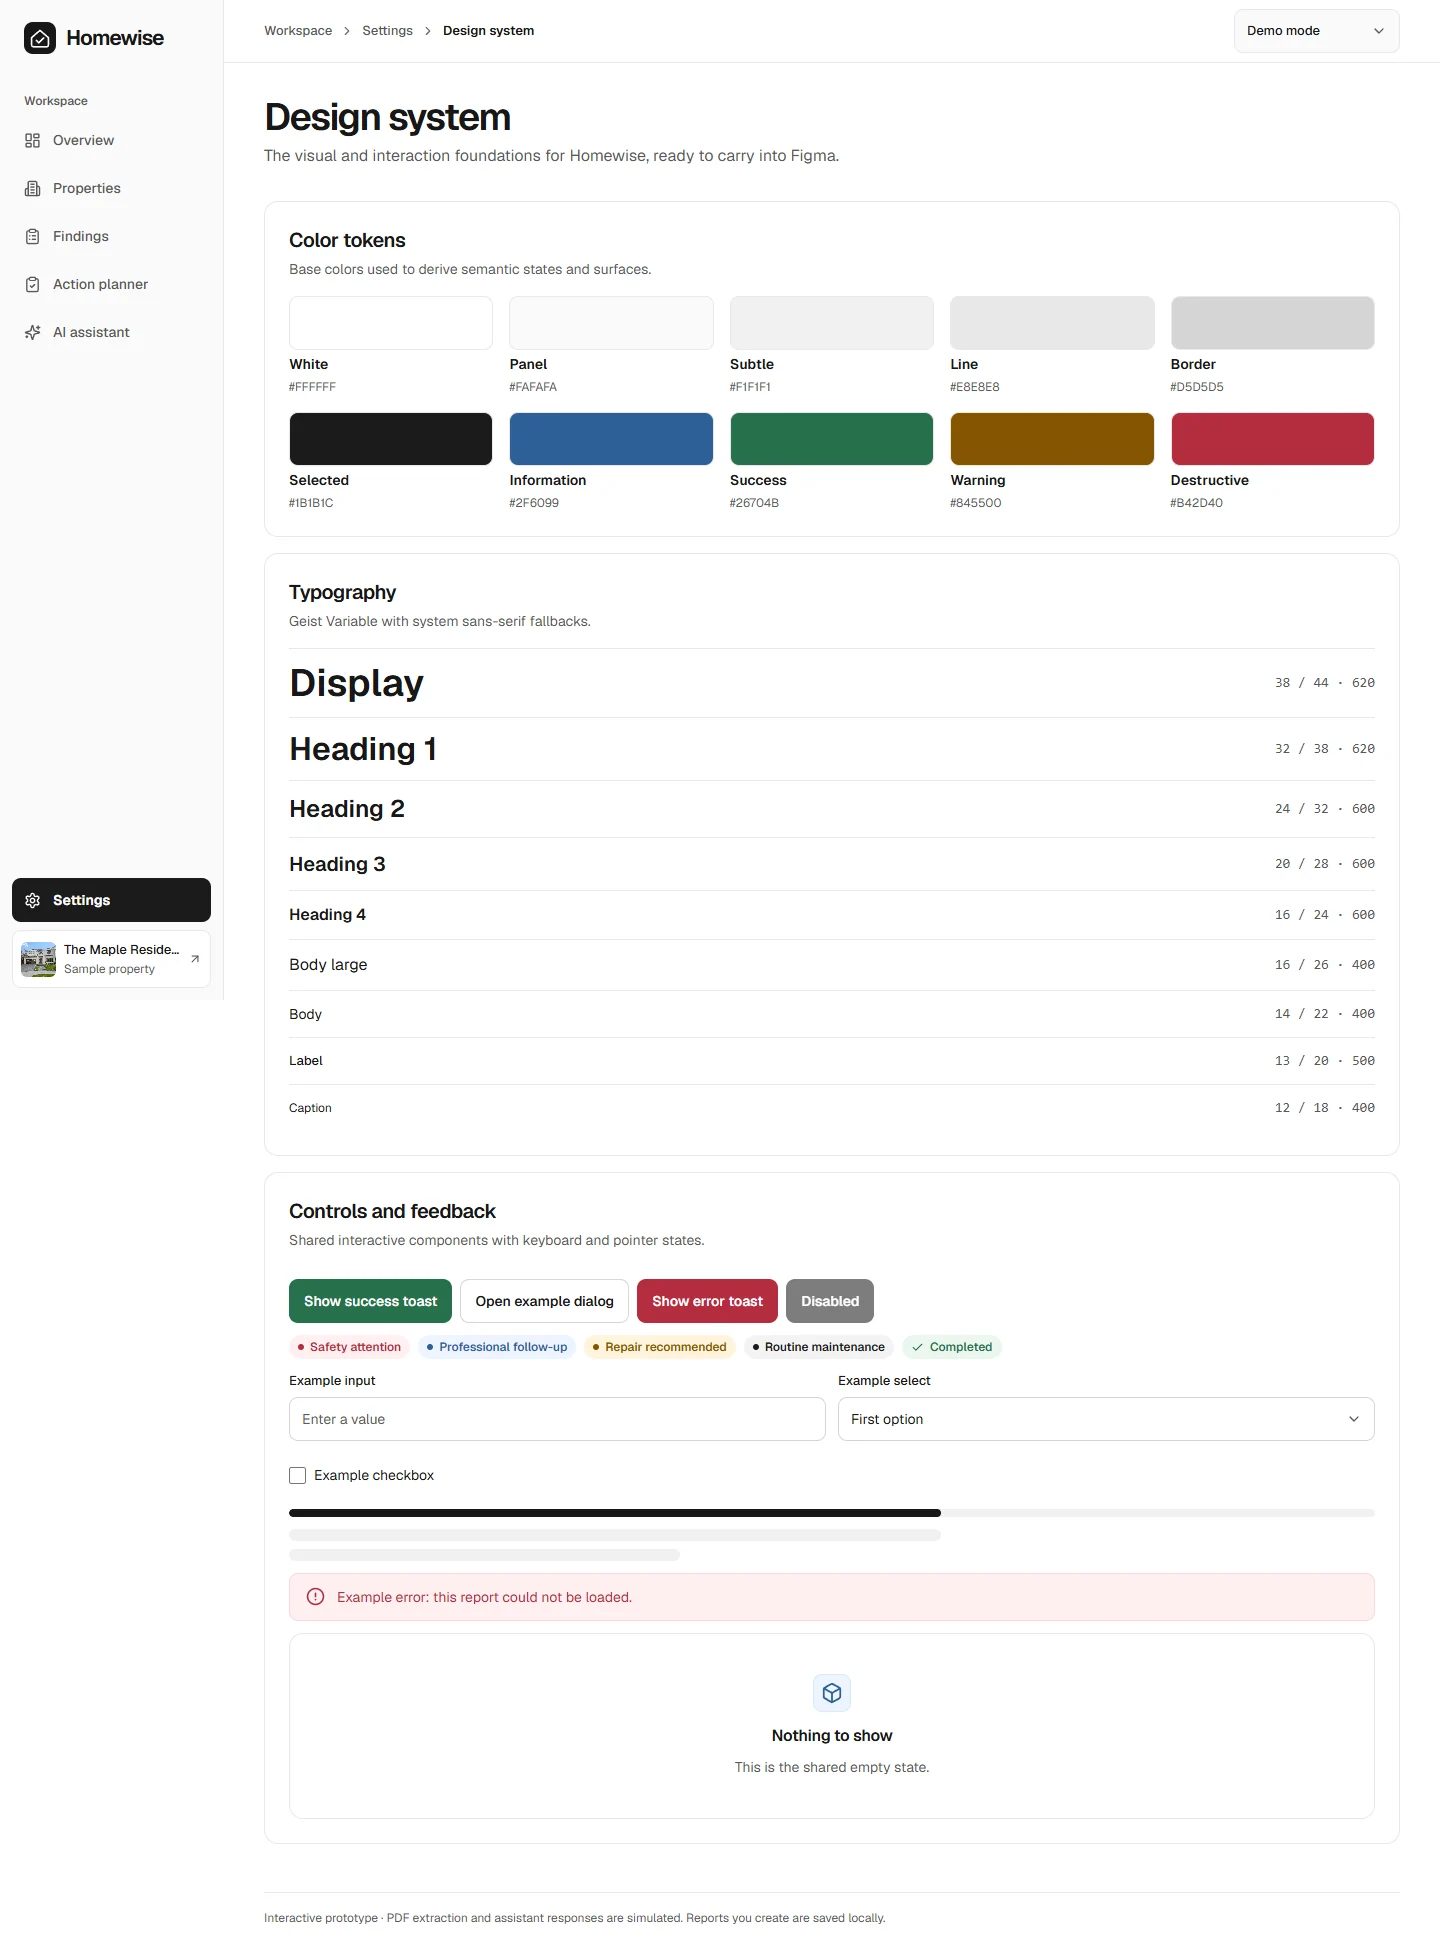 Homewise
Workspace
Overview
Properties
Findings
Action planner
AI assistant
Settings
The Maple Reside...
Sample property
Workspace > Settings > Design system
Demo mode
Design system
The visual and interaction foundations for Homewise, ready to carry into Figma.
Color tokens
Base colors used to derive semantic states and surfaces.
White
#FFFFFF
Panel
#FAFAFA
Subtle
#F1F1F1
Line
#E8E8E8
Border
#D5D5D5
Selected
#1B1B1C
Information
#2F6099
Success
#26704B
Warning
#845500
Destructive
#B42D40
Typography
Geist Variable with system sans-serif fallbacks.
Display 38 / 44 · 620
Heading 1 32 / 38 · 620
Heading 2 24 / 32 · 600
Heading 3 20 / 28 · 600
Heading 4 16 / 24 · 600
Body large 16 / 26 · 400
Body 14 / 22 · 400
Label 13 / 20 · 500
Caption 12 / 18 · 400
Controls and feedback
Shared interactive components with keyboard and pointer states.
Show success toast
Open example dialog
Show error toast
Disabled
Safety attention
Professional follow-up
Repair recommended
Routine maintenance
Completed
Example input
Enter a value
Example select
First option
Example checkbox
Example error: this report could not be loaded.
Nothing to show
This is the shared empty state.
Interactive prototype · PDF extraction and assistant responses are simulated. Reports you create are saved locally.